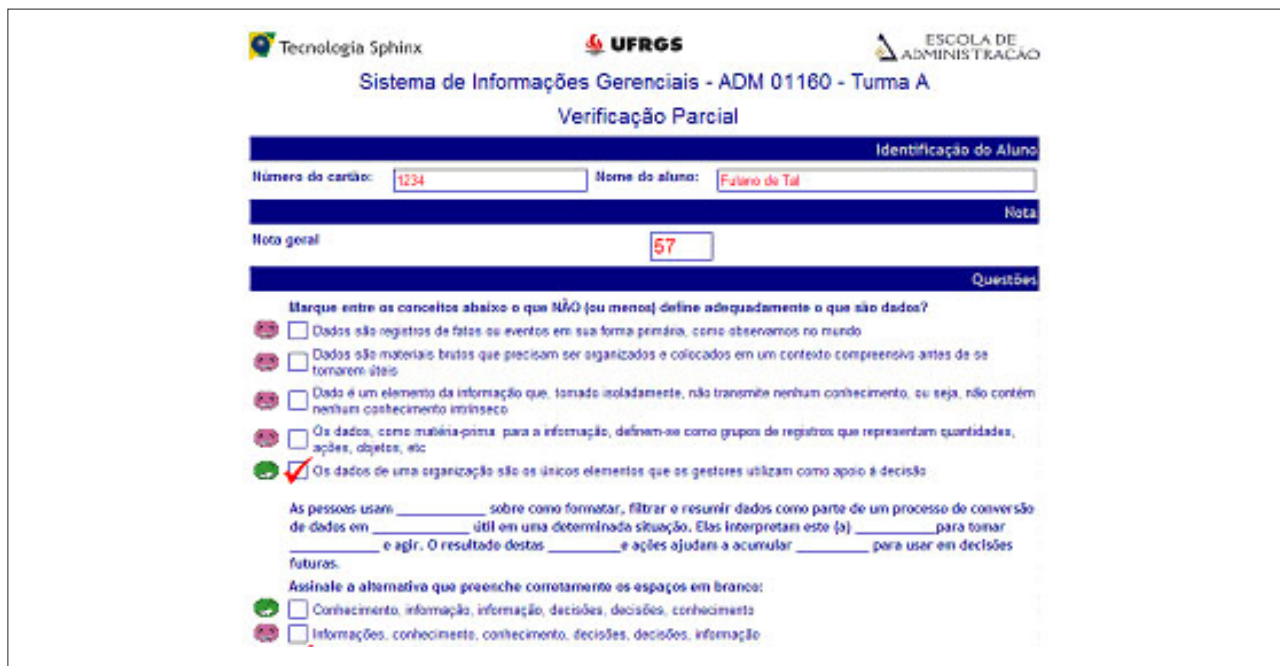 Tecnologia Sphinx
UFRGS
ESCOLA DE
ADMINISTRAÇÃO
Sistema de Informações Gerenciais - ADM 01160 - Turma A
Verificação Parcial
Identificação do Aluno
Número do cartão: 1234 Nome do aluno: Fulano de Tal
Nota
Nota geral 57
Questões
Marque entre os conceitos abaixo o que NÃO (ou menos) define adequadamente o que são dados?
Dados são registros de fatos ou eventos em sua forma primária, como observamos no mundo
Dados são materiais brutos que precisam ser organizados e colocados em um contexto compreensivo antes de se
tornarem úteis
Dado é um elemento da informação que, tomado isoladamente, não transmite nenhum conhecimento, ou seja, não contém
nenhum conhecimento intrínseco
Os dados, como matéria-prima para a informação, definem-se como grupos de registros que representam quantidades,
ações, objetos, etc
Os dados de uma organização são os únicos elementos que os gestores utilizam como apoio à decisão
As pessoas usam ____________ sobre como formatar, filtrar e resumir dados como parte de um processo de conversão
de dados em _____________ útil em uma determinada situação. Elas interpretam este (a) ___________para tomar
____________ e agir. O resultado destas __________e ações ajudam a acumular __________ para usar em decisões
futuras.
Assinale a alternativa que preenche corretamente os espaços em branco:
Conhecimento, informação, informação, decisões, decisões, conhecimento
Informações, conhecimento, conhecimento, decisões, decisões, informação